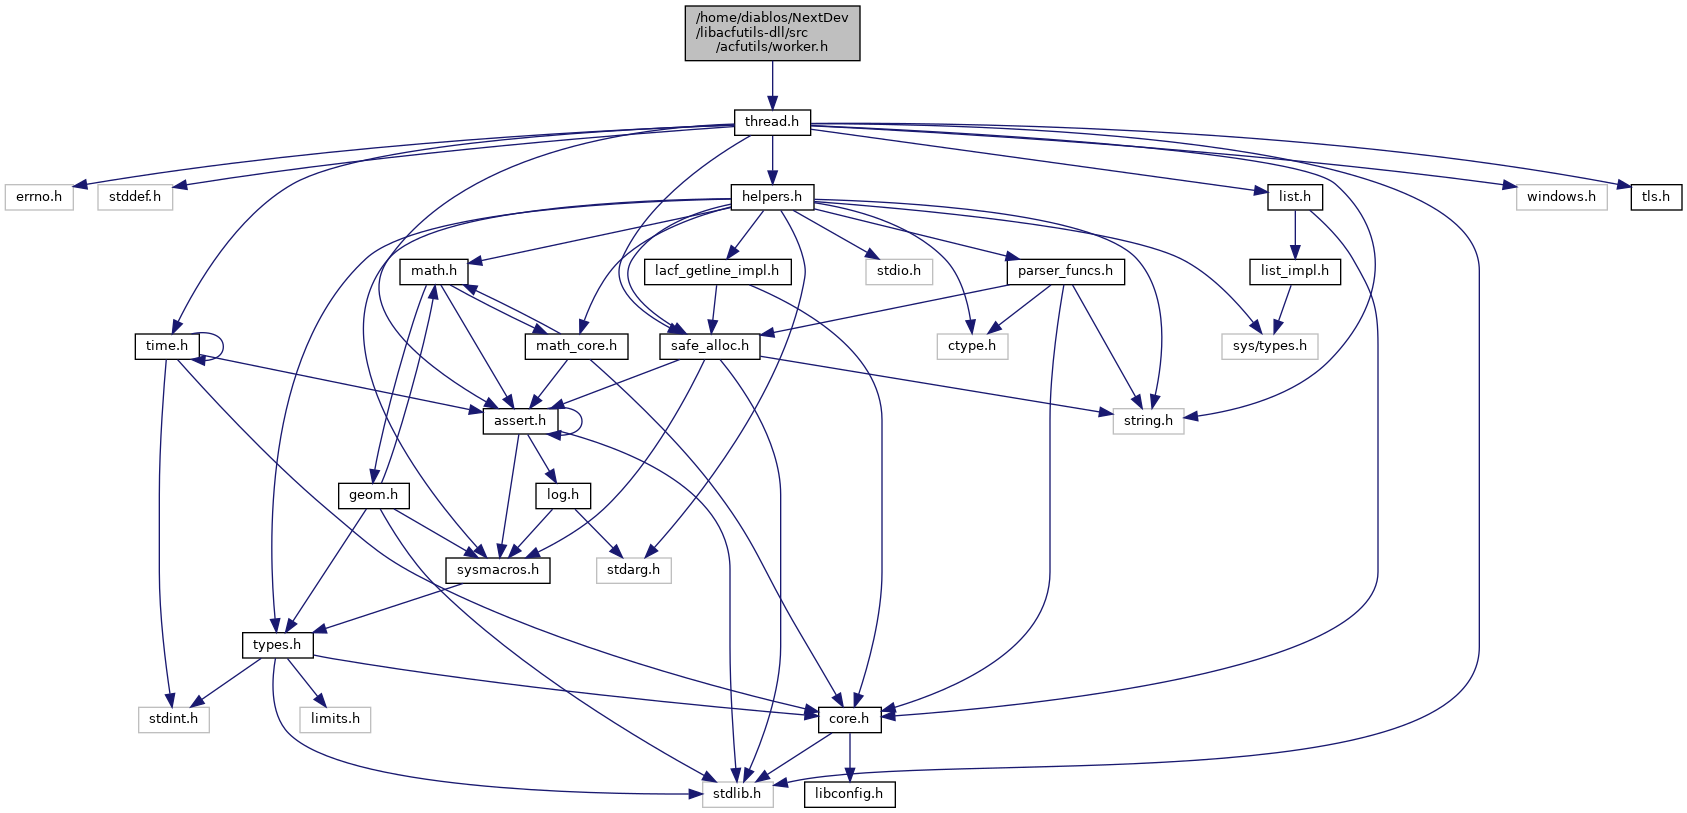 /home/diablos/NextDev
/libacfutils-dll/src
/acfutils/worker.h
thread.h
errno.h
stddef.h
helpers.h
list.h
windows.h
tls.h
math.h
lacf_getline_impl.h
stdio.h
parser_funcs.h
list_impl.h
time.h
math_core.h
safe_alloc.h
ctype.h
sys/types.h
assert.h
string.h
geom.h
log.h
sysmacros.h
stdarg.h
types.h
stdint.h
limits.h
core.h
stdlib.h
libconfig.h